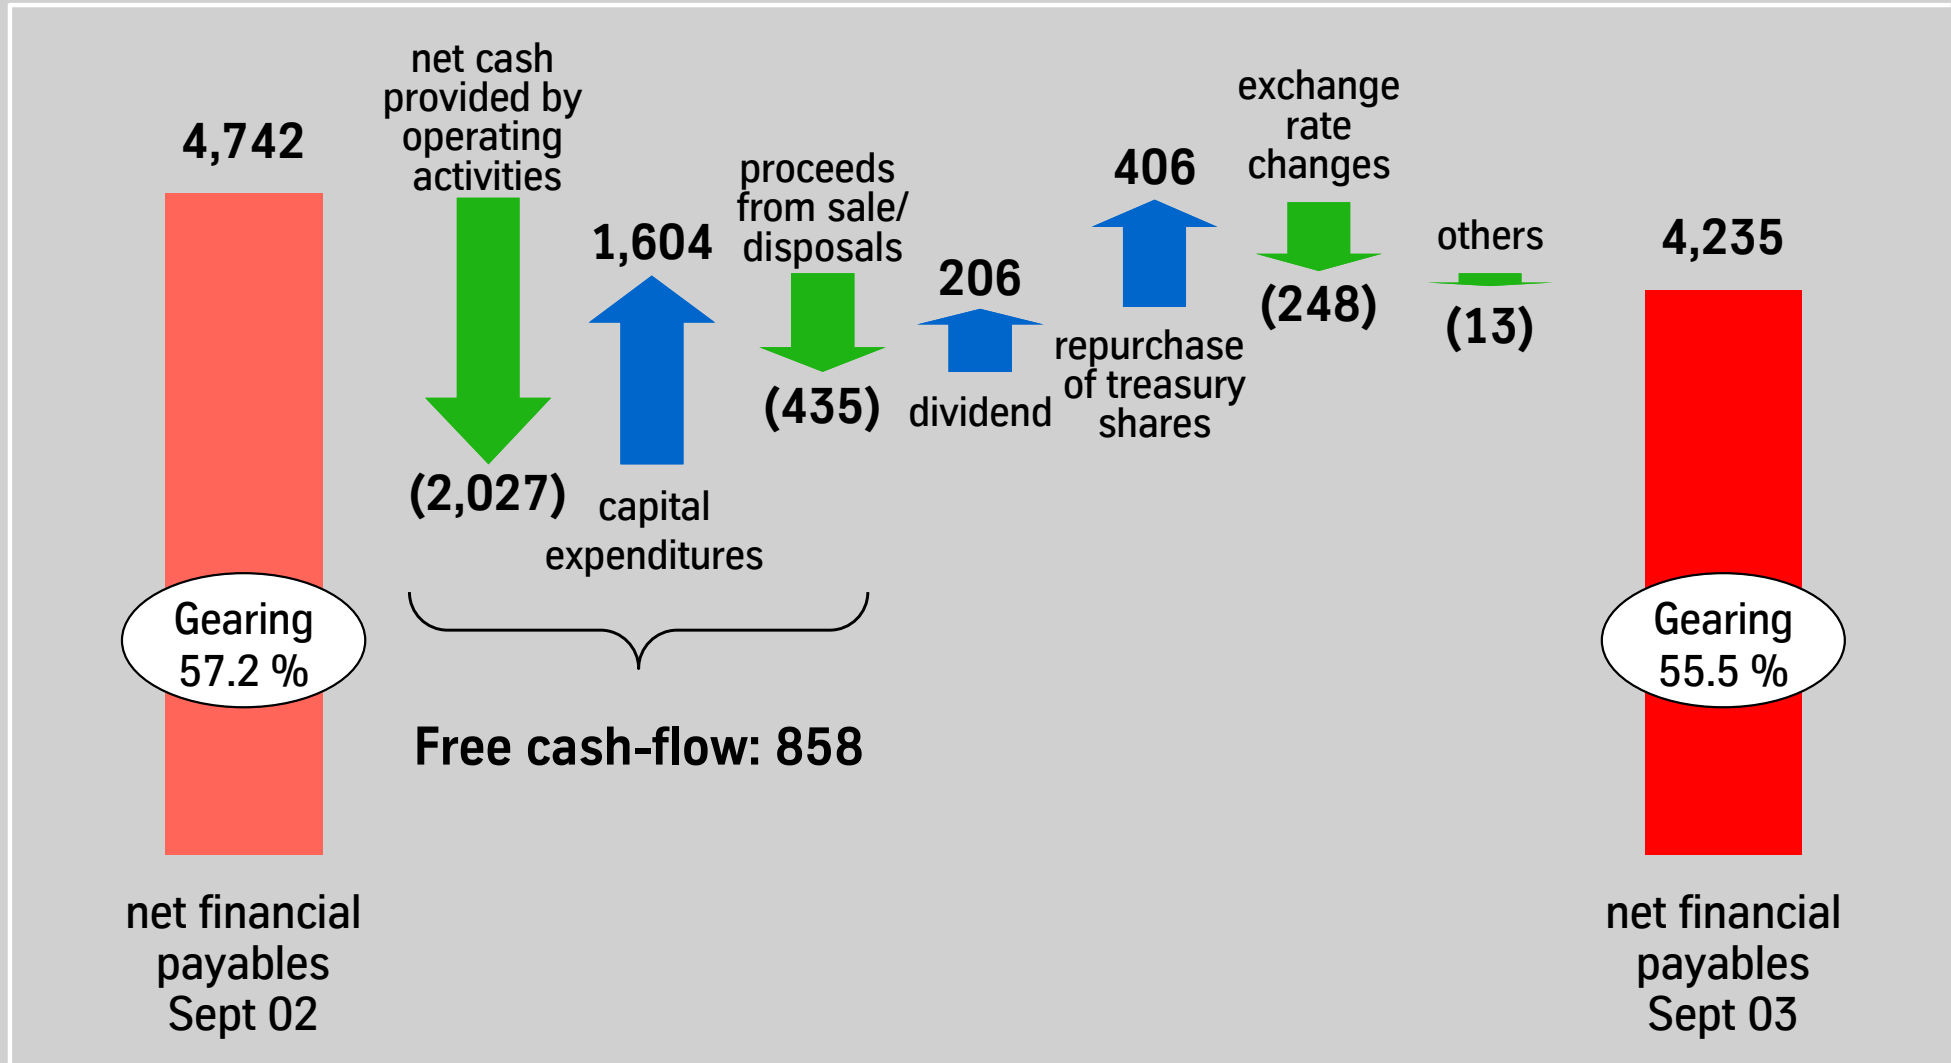 4,742
Gearing
57.2 %
net financial
payables
Sept 02
net cash
provided by
operating
activities
(2,027)
1,604
capital
expenditures
proceeds
from sale/
disposals
(435)
Free cash-flow: 858
206
dividend
406
repurchase
of treasury
shares
exchange
rate
changes
(248)
others
(13)
4,235
Gearing
55.5 %
net financial
payables
Sept 03